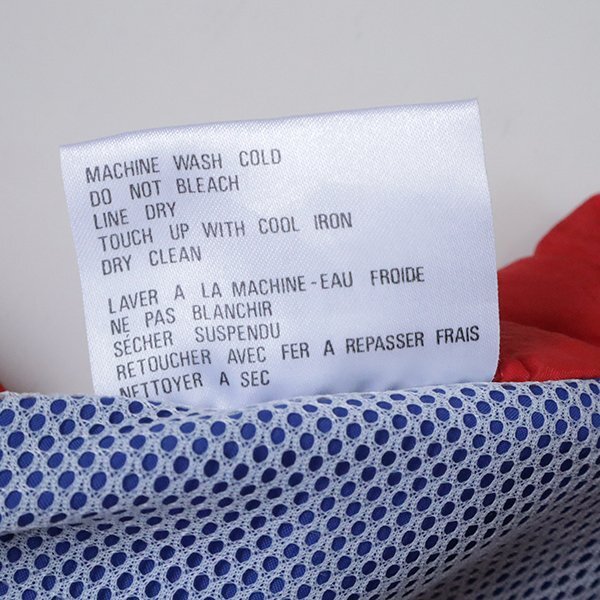 MACHINE WASH COLD
DO NOT BLEACH
LINE DRY
TOUCH UP WITH COOL IRON
DRY CLEAN
LAVER A LA MACHINE-EAU FROIDE
NE PAS BLANCHIR
SÉCHER SUSPENDU
RETOUCHER AVEC FER A REPASSER FRAIS
NETTOYER A SEC